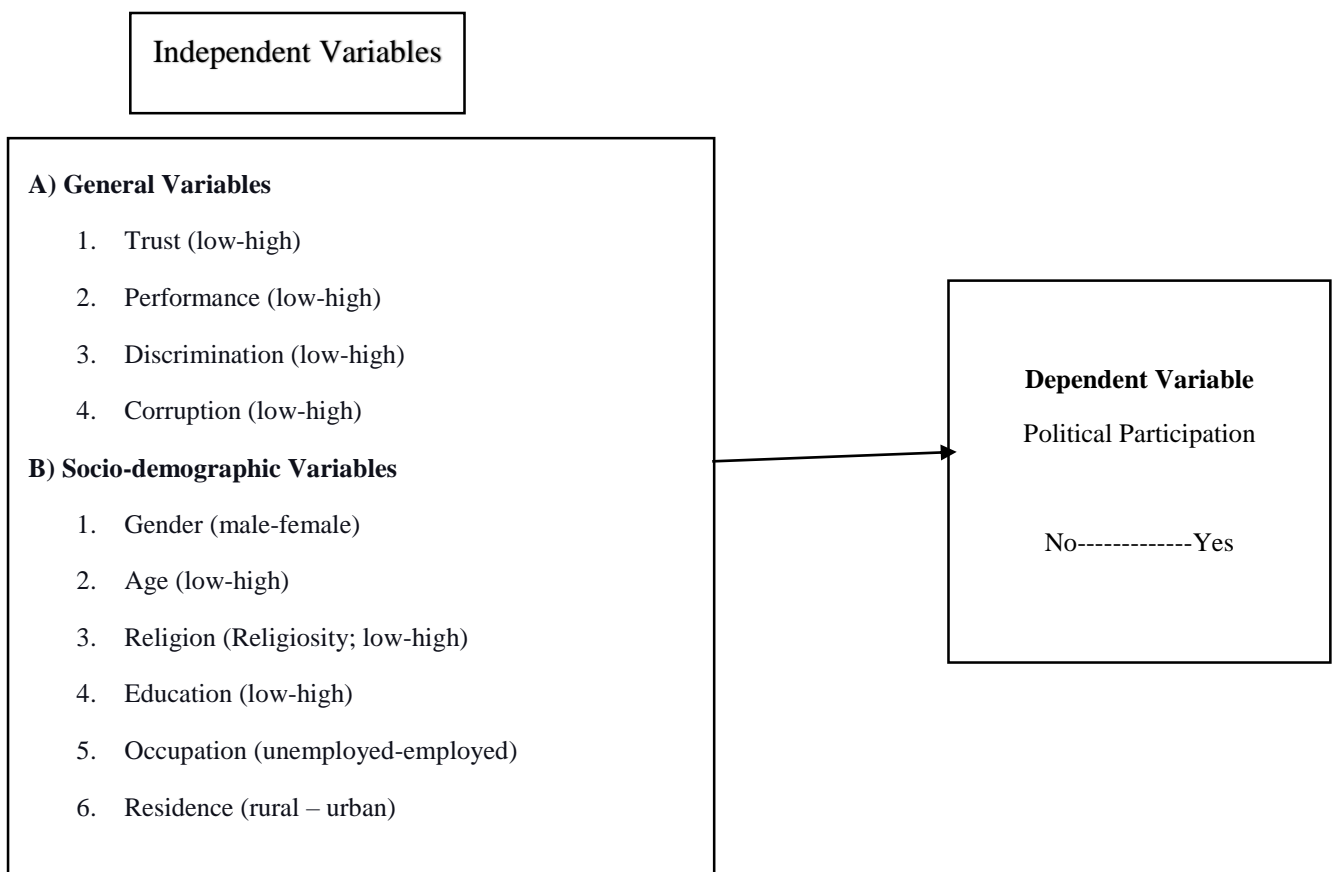 Independent Variables
A) General Variables
1. Trust (low-high)
2. Performance (low-high)
3. Discrimination (low-high)
4. Corruption (low-high)
B) Socio-demographic Variables
1. Gender (male-female)
2. Age (low-high)
3. Religion (Religiosity; low-high)
4. Education (low-high)
5. Occupation (unemployed-employed)
6. Residence (rural – urban)
Dependent Variable
Political Participation
No-------------Yes